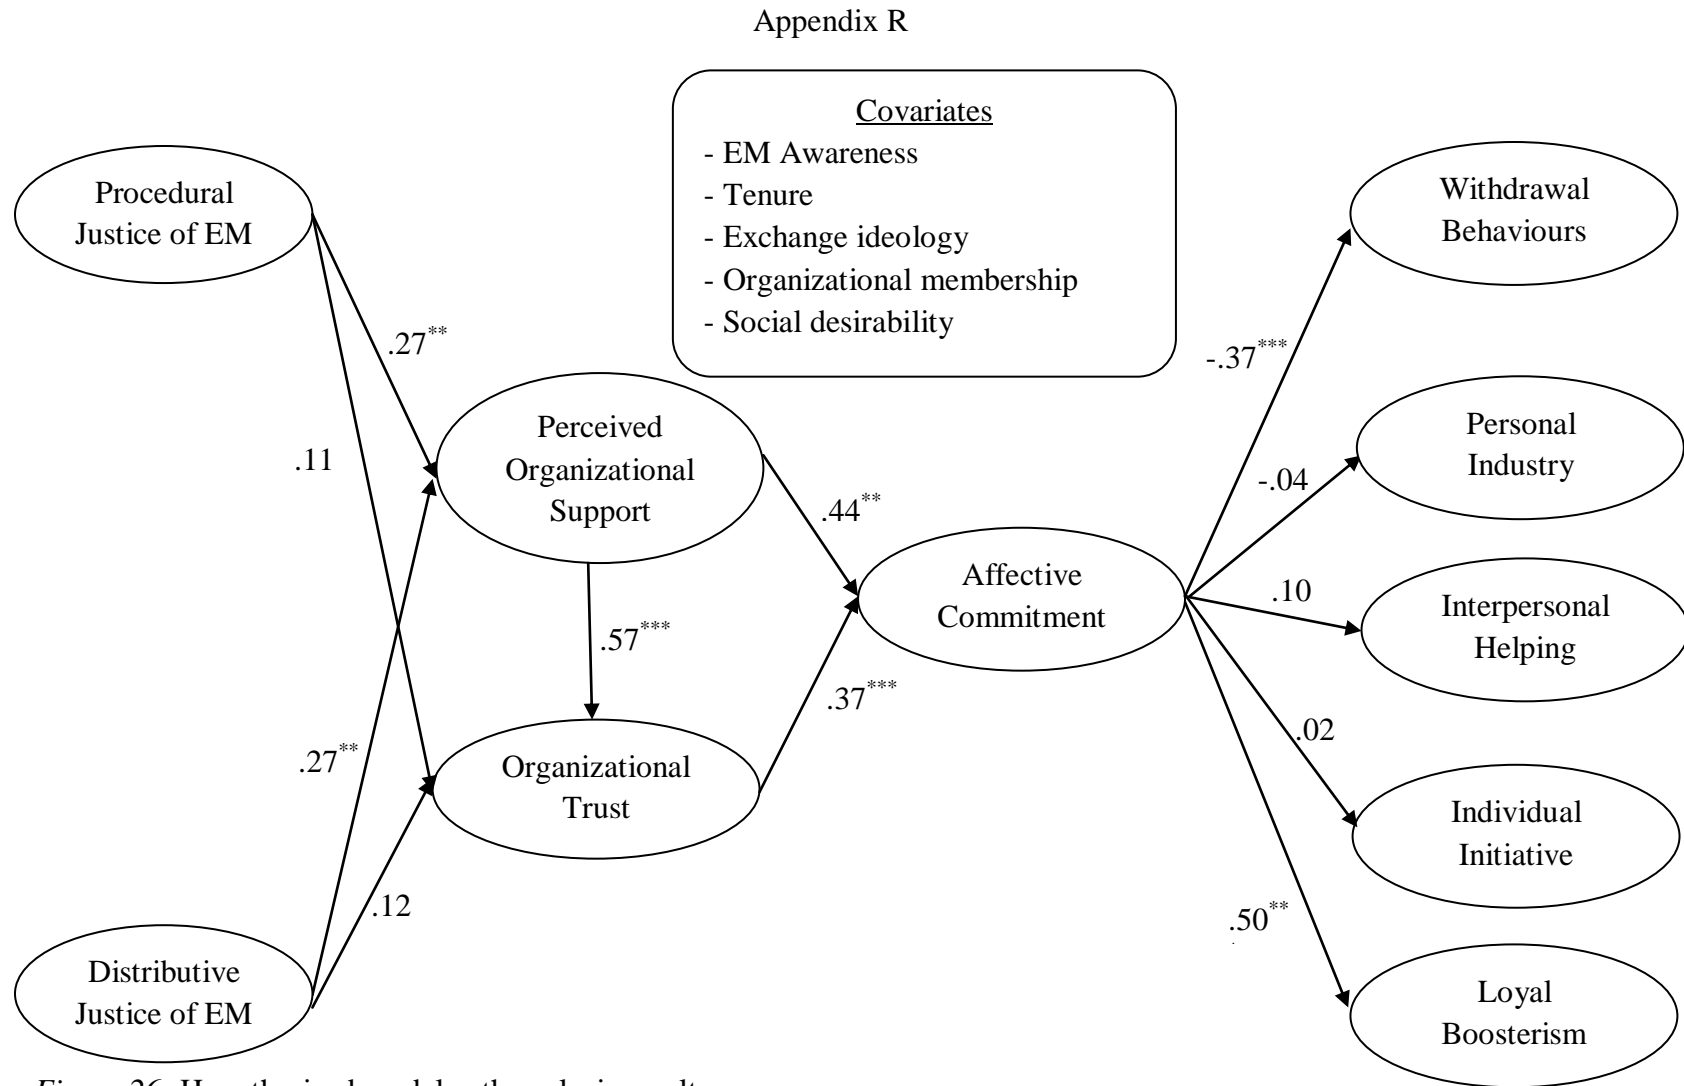 Appendix R
Covariates
- EM Awareness
- Tenure
- Exchange ideology
- Organizational membership
- Social desirability
Procedural
Justice of EM
Distributive
Justice of EM
.27**
.11
.27**
.12
Perceived
Organizational
Support
.57***
Organizational
Trust
.44**
.37***
Affective
Commitment
-.37***
-.04
.10
.02
.50**
Withdrawal
Behaviours
Personal
Industry
Interpersonal
Helping
Individual
Initiative
Loyal
Boosterism